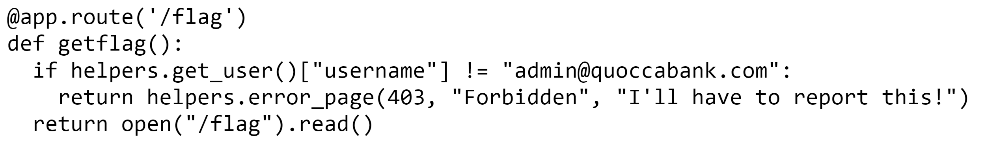 @app.route('/flag')
def getflag():
  if helpers.get_user()["username"] != "admin@quoccabank.com":
    return helpers.error_page(403, "Forbidden", "I'll have to report this!")
  return open("/flag").read()